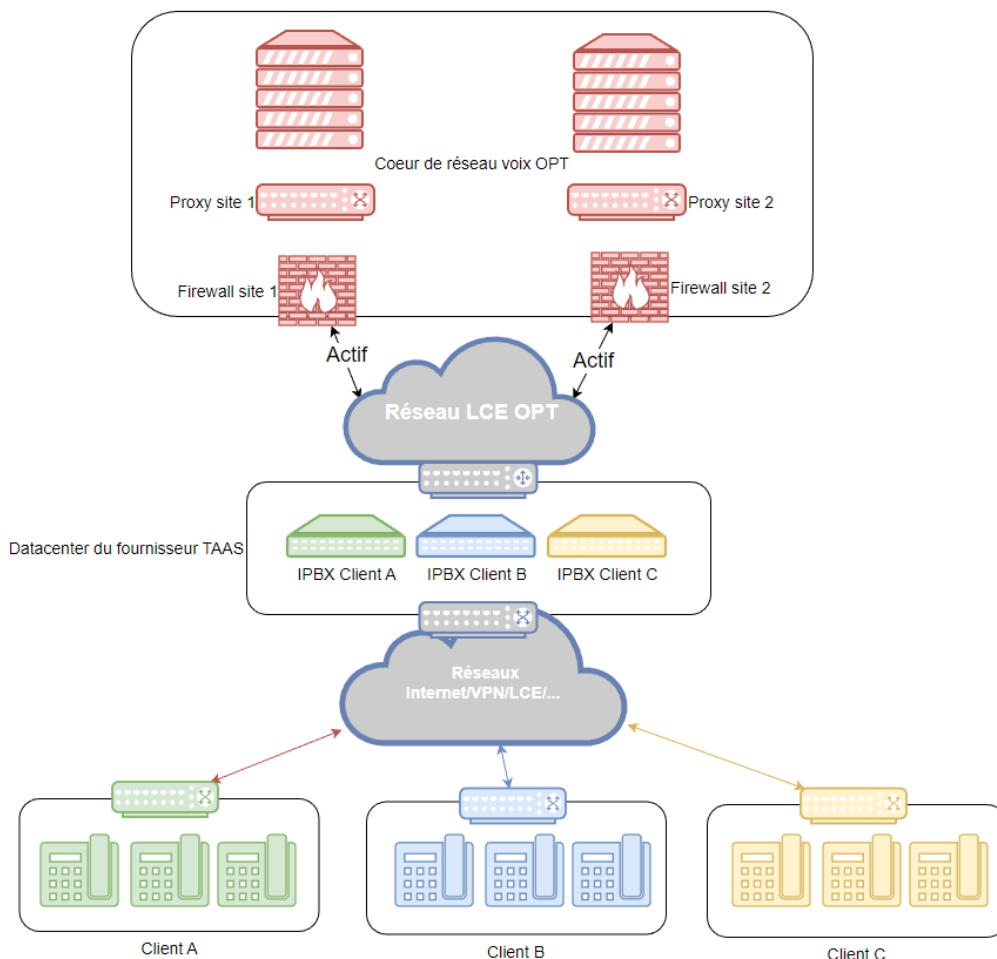 Coeur de réseau voix OPT
Proxy site 1
Proxy site 2
Firewall site 1
Firewall site 2
Actif
Actif
Réseau LCE OPT
Datacenter du fournisseur TAAS
IPBX Client A
IPBX Client B
IPBX Client C
Réseaux
Internet/VPN/LCE/...
Client A
Client B
Client C